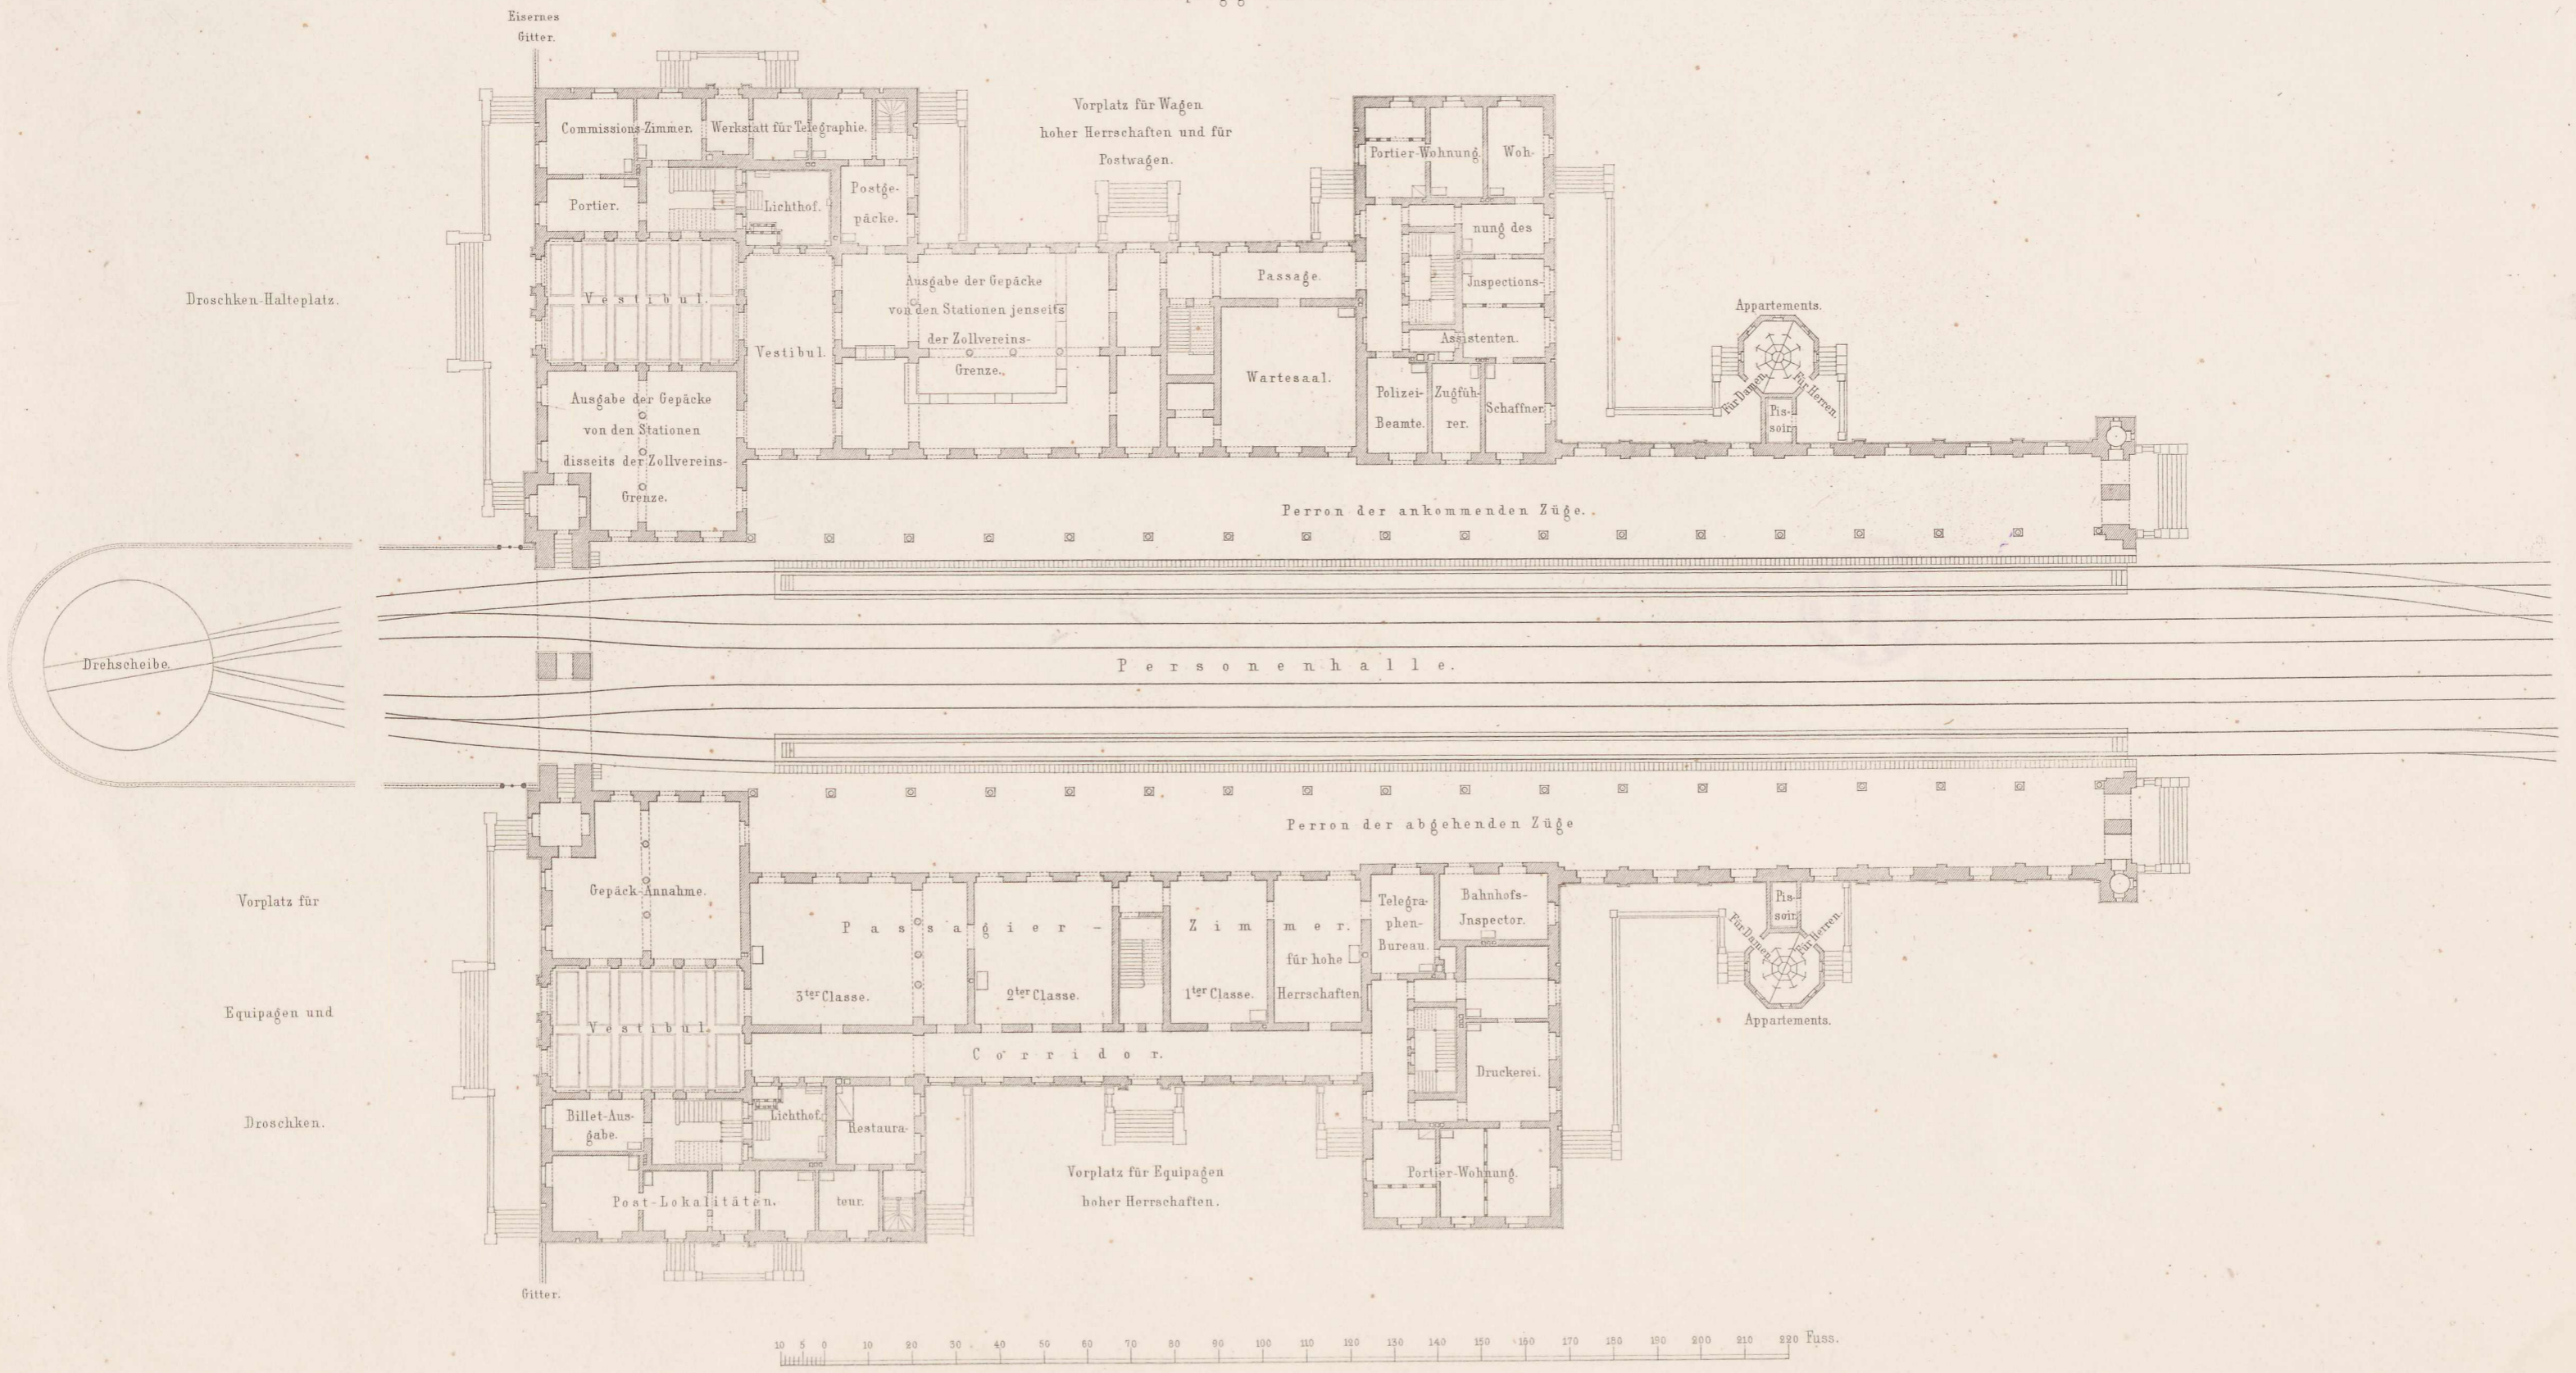 Eisernes
Gitter.
Commissions-Zimmer.
Werkstatt für Telegraphie.
Portier.
Lichthof.
Postge-
päcke.
Vorplatz für Wagen
hoher Herrschaften und für
Postwagen.
Portier-Wohnung.
Woh-
nung des
Jnspections-
Assistenten.
Droschken-Halteplatz.
Vestibul.
Vestibul.
Ausgabe der Gepäcke
von den Stationen jenseits
der Zollvereins-
Grenze.
Passage.
Wartesaal.
Polizei-
Beamte.
Zugfüh-
rer.
Schaffner.
Appartements.
Für Damen.
Für Herren.
Pis-
soir.
Ausgabe der Gepäcke
von den Stationen
disseits der Zollvereins-
Grenze.
Perron der ankommenden Züge.
Drehscheibe.
Personenhalle.
Perron der abgehenden Züge
Gepäck-Annahme.
Vorplatz für
Equipagen und
Droschken.
Passagier-Zimmer.
3ter Classe.
2ter Classe.
1ter Classe.
für hohe
Herrschaften
Telegra-
phen-
Bureau.
Bahnhofs-
Jnspector.
Pis-
soir.
Für Damen.
Für Herren.
Appartements.
Vestibul.
Corridor.
Druckerei.
Billet-Aus-
gabe.
Lichthof.
Restaura-
teur.
Post-Lokalitäten.
Vorplatz für Equipagen
hoher Herrschaften.
Portier-Wohnung.
Gitter.
10 5 0 10 20 30 40 50 60 70 80 90 100 110 120 130 140 150 160 170 180 190 200 210 220 Fuss.